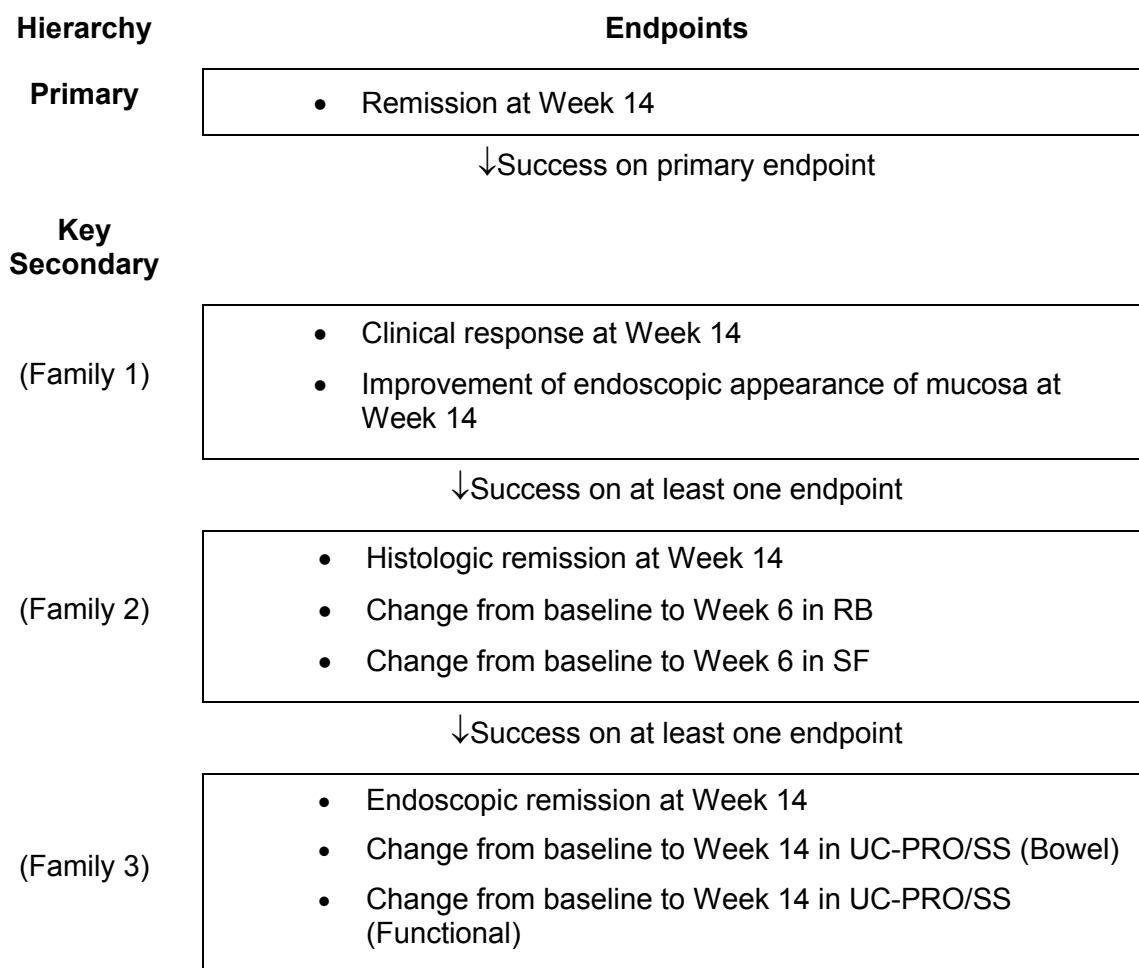 Hierarchy Endpoints
Primary
• Remission at Week 14
↓Success on primary endpoint
Key
Secondary
(Family 1)
• Clinical response at Week 14
• Improvement of endoscopic appearance of mucosa at
Week 14
↓Success on at least one endpoint
(Family 2)
• Histologic remission at Week 14
• Change from baseline to Week 6 in RB
• Change from baseline to Week 6 in SF
↓Success on at least one endpoint
(Family 3)
• Endoscopic remission at Week 14
• Change from baseline to Week 14 in UC-PRO/SS (Bowel)
• Change from baseline to Week 14 in UC-PRO/SS
(Functional)